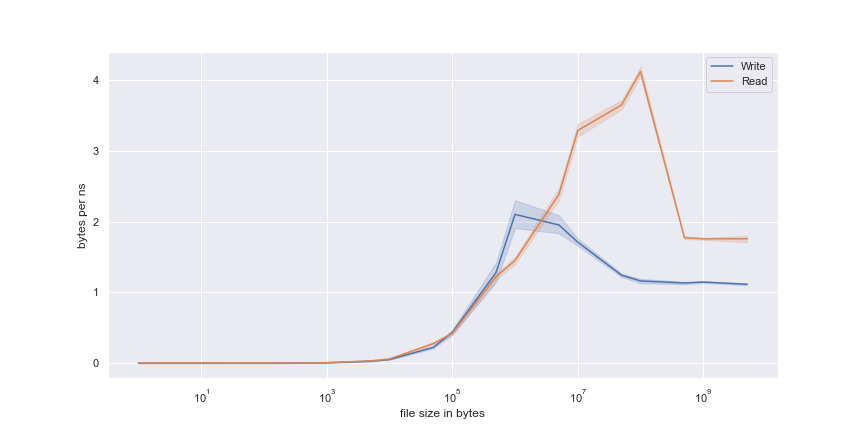 Write
Read
4
3
2
1
0
bytes per ns
10¹ 10³ 10⁵ 10⁷ 10⁹
file size in bytes